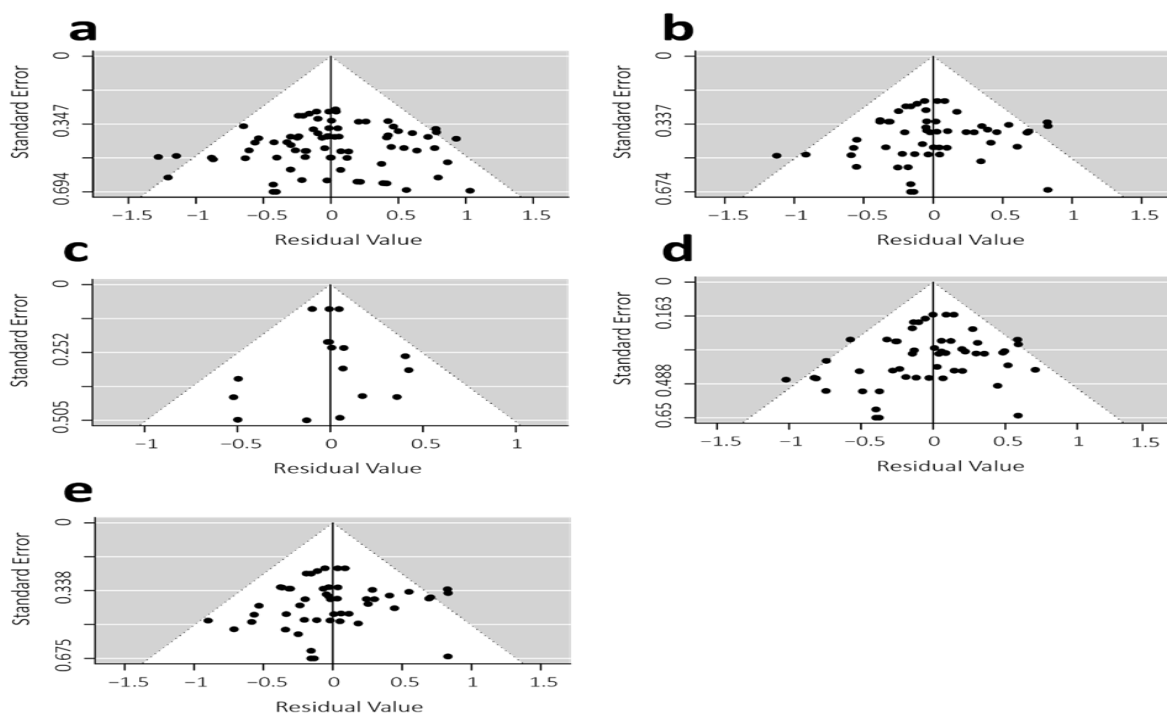 a
Standard Error
0
0.347
0.694
−1.5 −1 −0.5 0 0.5 1 1.5
Residual Value
b
Standard Error
0
0.337
0.674
−1.5 −1 −0.5 0 0.5 1 1.5
Residual Value
c
Standard Error
0
0.252
0.505
−1 −0.5 0 0.5 1
Residual Value
d
Standard Error
0
0.163
0.488
0.65
−1.5 −1 −0.5 0 0.5 1 1.5
Residual Value
e
Standard Error
0
0.338
0.675
−1.5 −1 −0.5 0 0.5 1 1.5
Residual Value